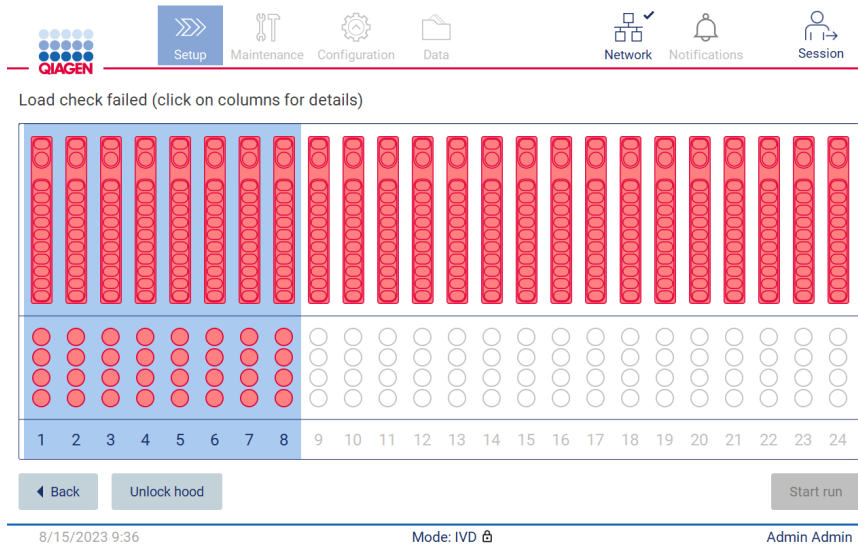 QIAGEN
Setup Maintenance Configuration Data Network Notifications Session
Load check failed (click on columns for details)
1 2 3 4 5 6 7 8 9 10 11 12 13 14 15 16 17 18 19 20 21 22 23 24
Back Unlock hood Start run
8/15/2023 9:36 Mode: IVD Admin Admin